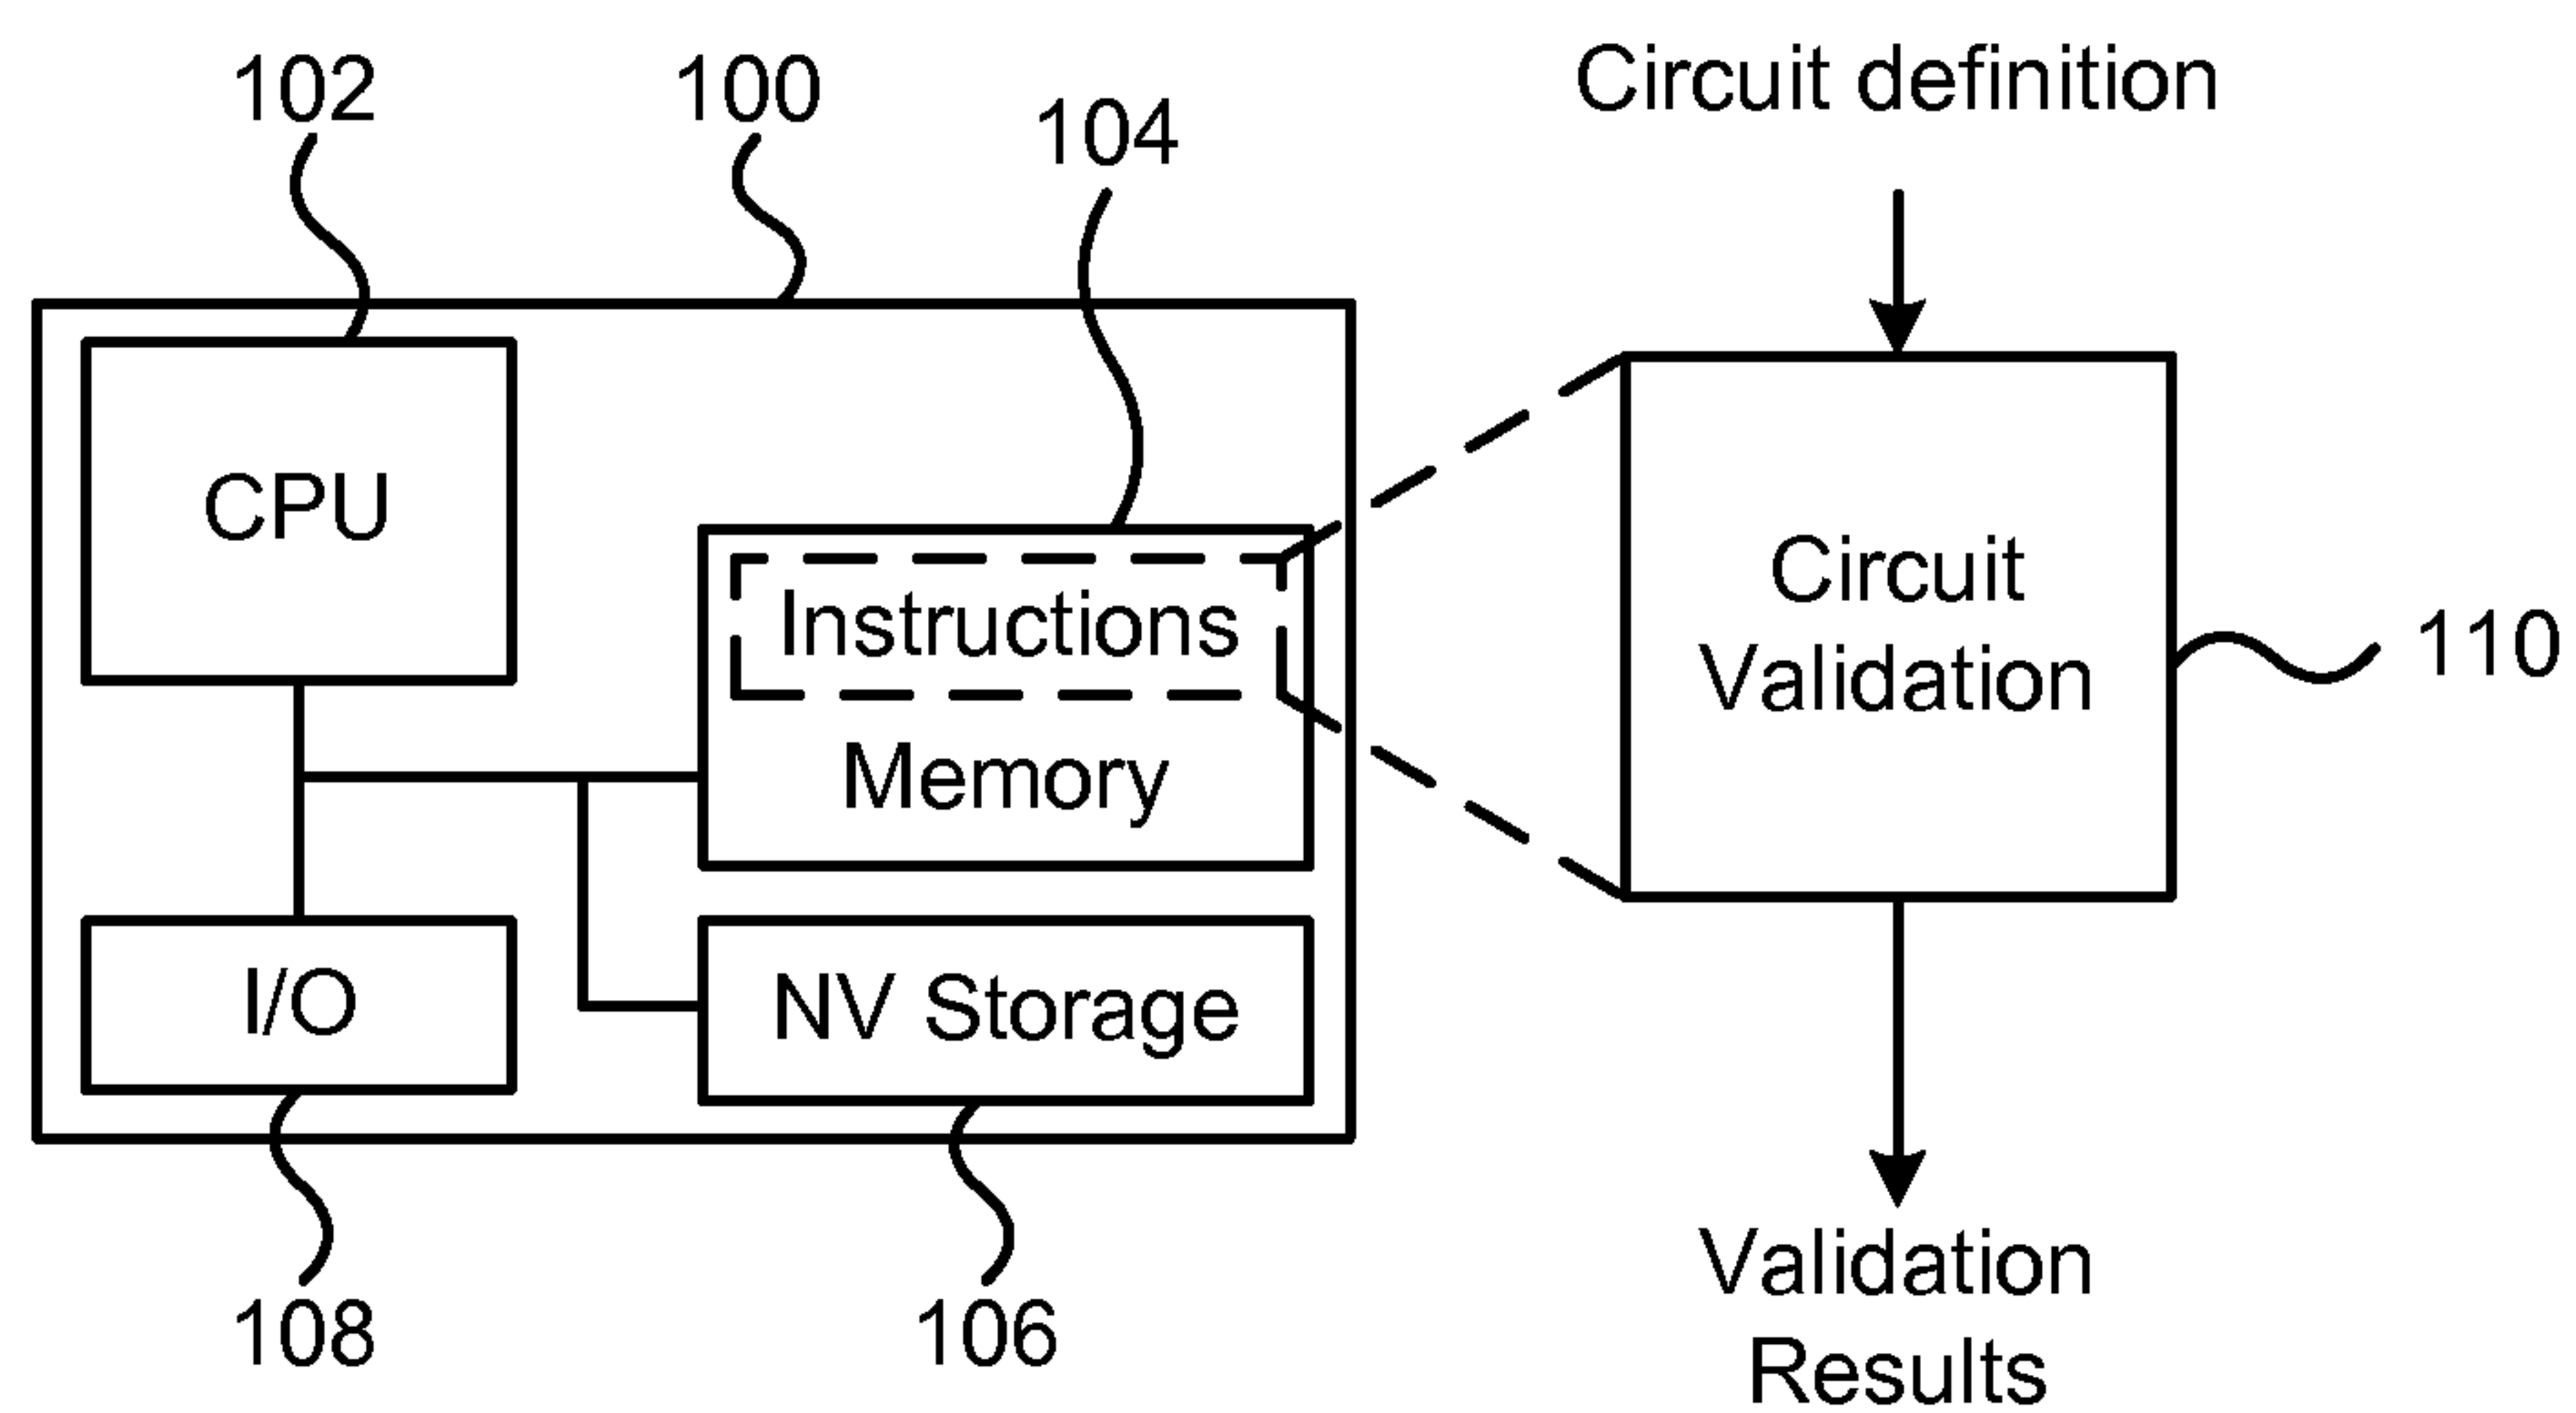 102
100
104
Circuit definition
CPU
Instructions
Memory
Circuit
Validation
110
I/O
NV Storage
108
106
Validation
Results